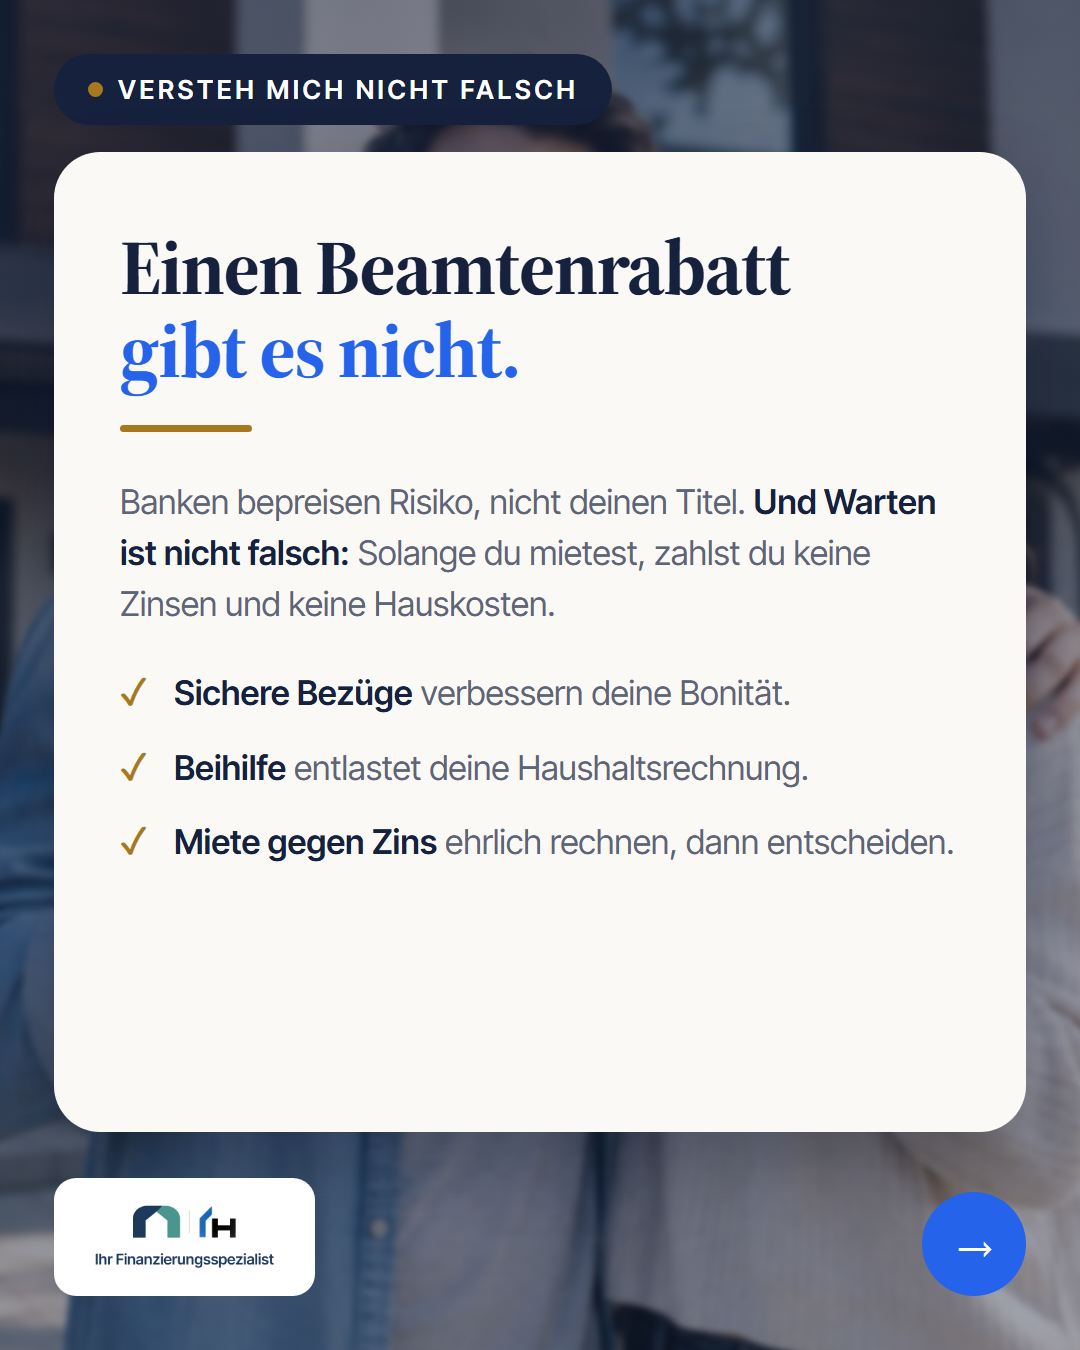 VERSTEH MICH NICHT FALSCH
Einen Beamtenrabatt
gibt es nicht.
Banken bepreisen Risiko, nicht deinen Titel. Und Warten
ist nicht falsch: Solange du mietest, zahlst du keine
Zinsen und keine Hauskosten.
✓ Sichere Bezüge verbessern deine Bonität.
✓ Beihilfe entlastet deine Haushaltsrechnung.
✓ Miete gegen Zins ehrlich rechnen, dann entscheiden.
H
Ihr Finanzierungsspezialist
→